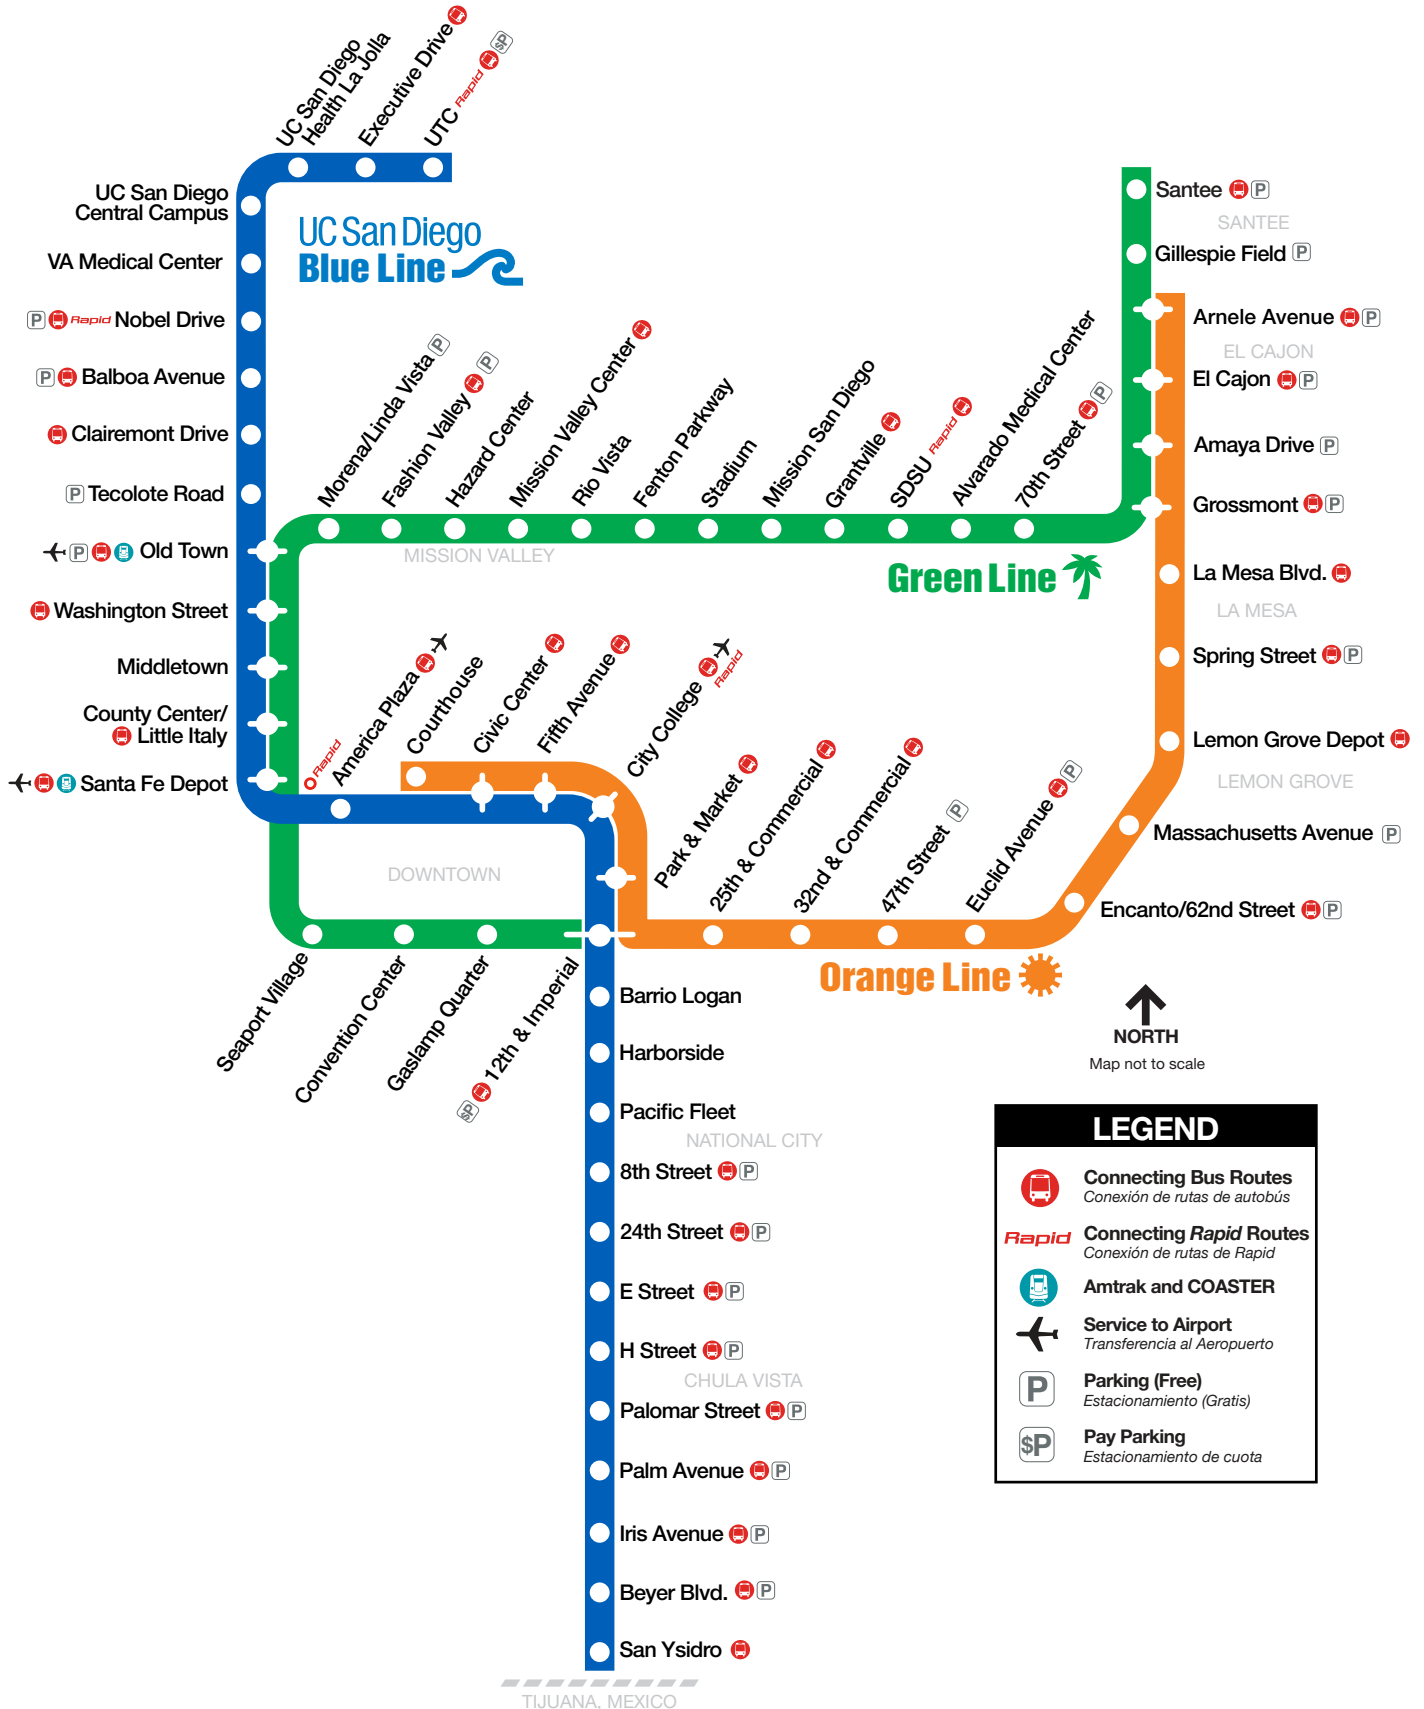 UC San Diego
Health La Jolla
Executive Drive
UTC Rapid $P
UC San Diego
Central Campus
VA Medical Center
P Rapid Nobel Drive
P Balboa Avenue
Clairemont Drive
P Tecolote Road
P Old Town
Washington Street
Middletown
County Center/
Little Italy
Santa Fe Depot
UC San Diego
Blue Line
Morena/Linda Vista P
Fashion Valley P
Hazard Center
Mission Valley Center
Rio Vista
Fenton Parkway
Stadium
Mission San Diego
Grantville
SDSU Rapid
Alvarado Medical Center
70th Street P
MISSION VALLEY
Green Line
Santee P
SANTEE
Gillespie Field P
Arnele Avenue P
EL CAJON
El Cajon P
Amaya Drive P
Grossmont P
La Mesa Blvd.
LA MESA
Spring Street P
Lemon Grove Depot
LEMON GROVE
Massachusetts Avenue P
Encanto/62nd Street P
Rapid
America Plaza
Courthouse
Civic Center
Fifth Avenue
City College Rapid
Park & Market
25th & Commercial
32nd & Commercial
47th Street P
Euclid Avenue P
DOWNTOWN
Orange Line
Seaport Village
Convention Center
Gaslamp Quarter
$P 12th & Imperial
Barrio Logan
Harborside
Pacific Fleet
NATIONAL CITY
8th Street P
24th Street P
E Street P
H Street P
CHULA VISTA
Palomar Street P
Palm Avenue P
Iris Avenue P
Beyer Blvd. P
San Ysidro
TIJUANA, MEXICO
NORTH
Map not to scale
LEGEND
Connecting Bus Routes
Conexión de rutas de autobús
Rapid Connecting Rapid Routes
Conexión de rutas de Rapid
Amtrak and COASTER
Service to Airport
Transferencia al Aeropuerto
P Parking (Free)
Estacionamiento (Gratis)
$P Pay Parking
Estacionamiento de cuota